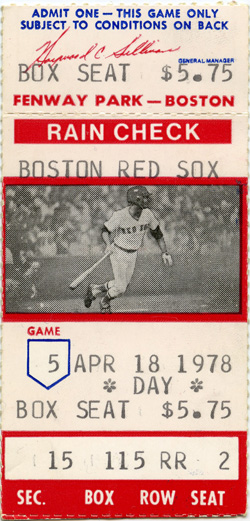 ADMIT ONE — THIS GAME ONLY
SUBJECT TO CONDITIONS ON BACK
Haywood C Sullivan
GENERAL MANAGER
BOX SEAT $5.75
FENWAY PARK — BOSTON
RAIN CHECK
BOSTON RED SOX
GAME
5 APR 18 1978
* DAY *
BOX SEAT $5.75
15 115 RR 2
SEC. BOX ROW SEAT